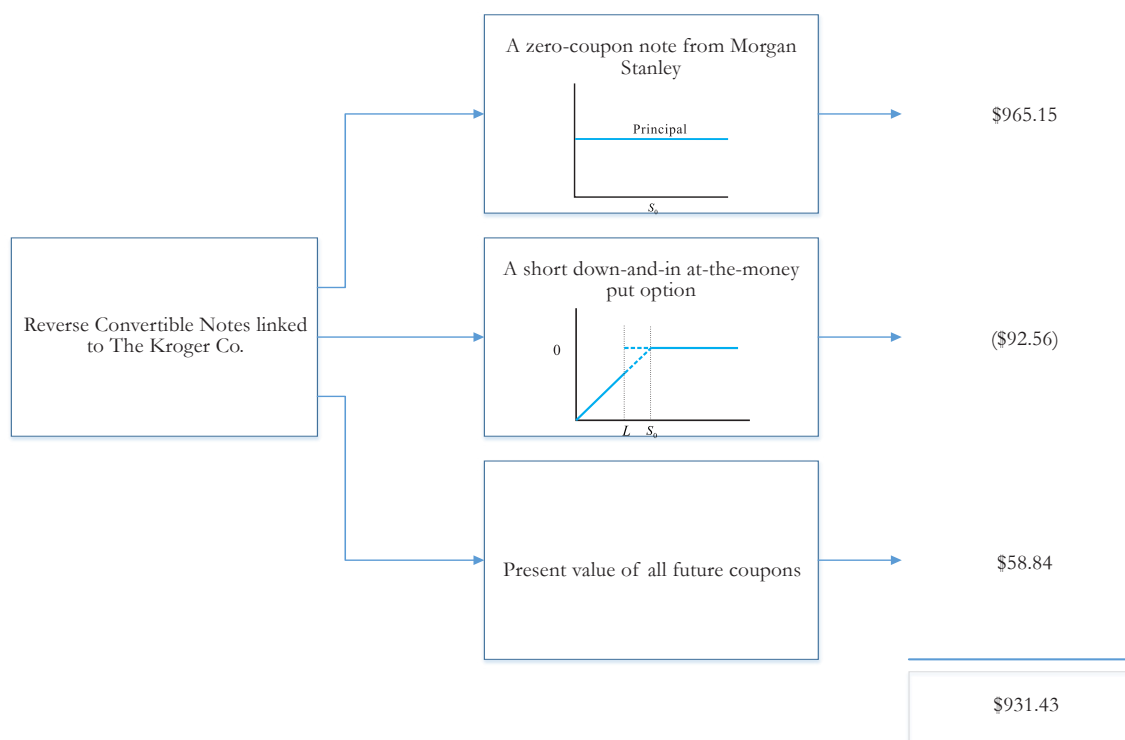 A zero-coupon note from Morgan
Stanley
Principal
S₀
$965.15
Reverse Convertible Notes linked
to The Kroger Co.
A short down-and-in at-the-money
put option
0
L S₀
($92.56)
Present value of all future coupons
$58.84
$931.43